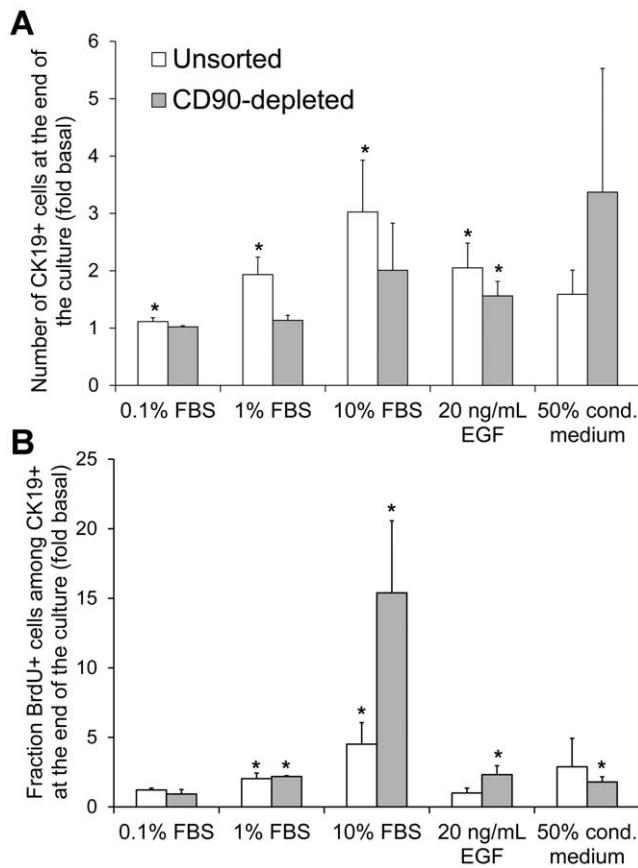 A
Number of CK19+ cells at the end of
the culture (fold basal)
6
5
4
3
2
1
0
Unsorted
CD90-depleted
*
*
*
*
*
0.1% FBS
1% FBS
10% FBS
20 ng/mL
EGF
50% cond.
medium
B
Fraction BrdU+ cells among CK19+
at the end of the culture (fold basal)
25
20
15
10
5
0
*
*
*
*
*
*
0.1% FBS
1% FBS
10% FBS
20 ng/mL
EGF
50% cond.
medium